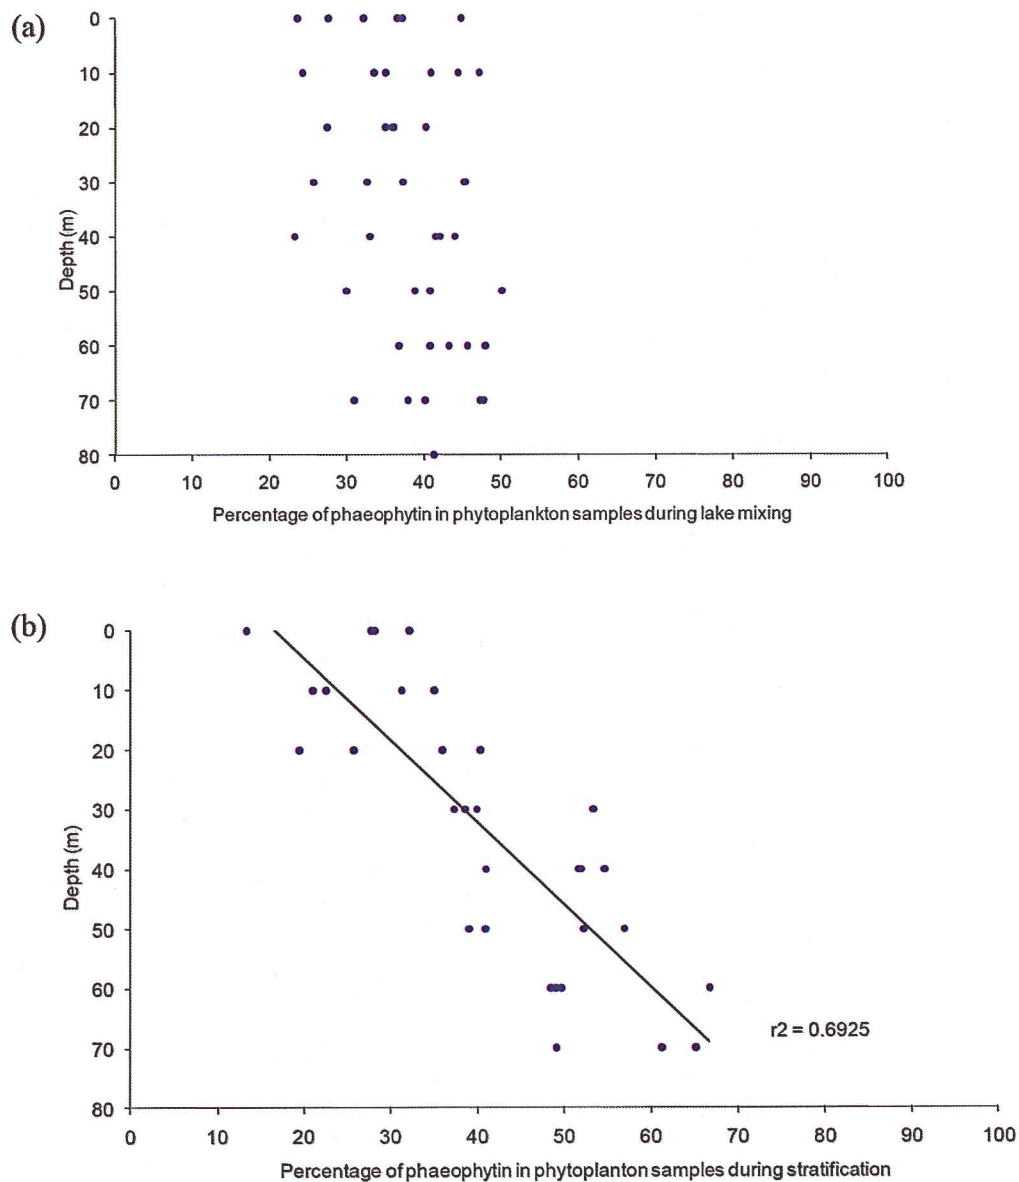 (a)
0
10
20
30
40
50
60
70
80
Depth (m)
0 10 20 30 40 50 60 70 80 90 100
Percentage of phaeophytin in phytoplankton samples during lake mixing
(b)
0
10
20
30
40
50
60
70
80
Depth (m)
r2 = 0.6925
0 10 20 30 40 50 60 70 80 90 100
Percentage of phaeophytin in phytoplanton samples during stratification